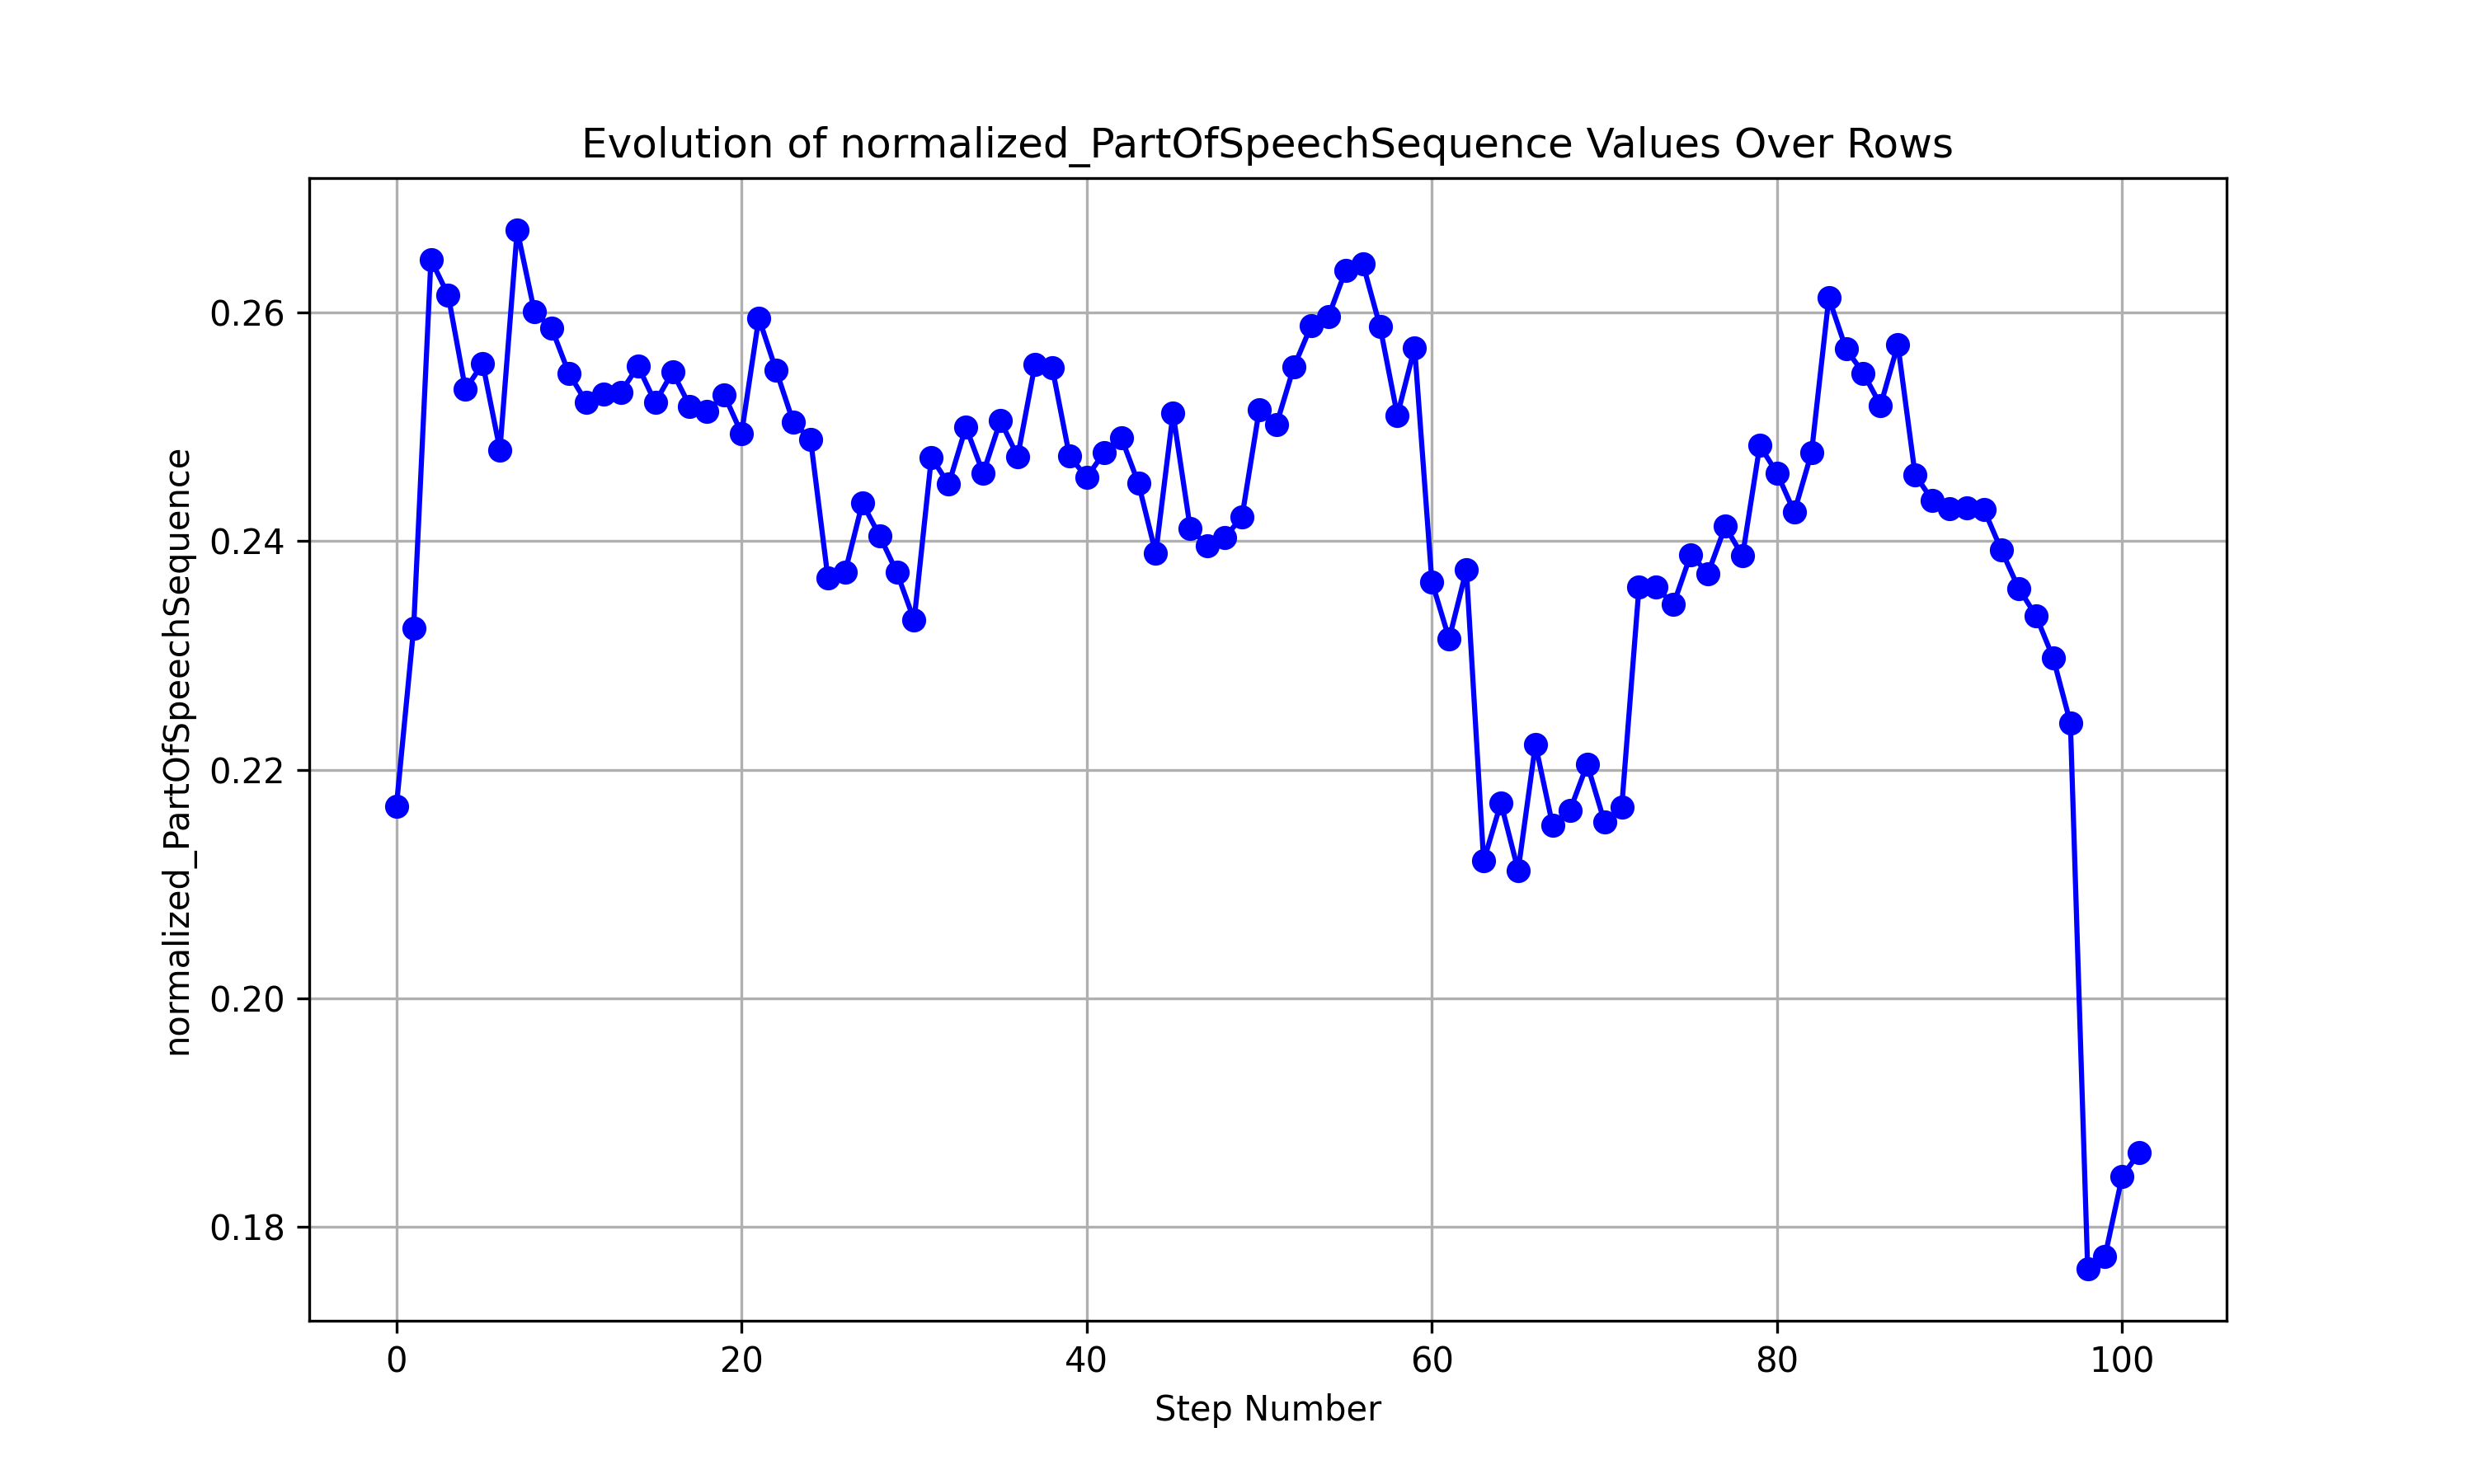 Evolution of normalized_PartOfSpeechSequence Values Over Rows
normalized_PartOfSpeechSequence
0.26
0.24
0.22
0.20
0.18
0 20 40 60 80 100
Step Number